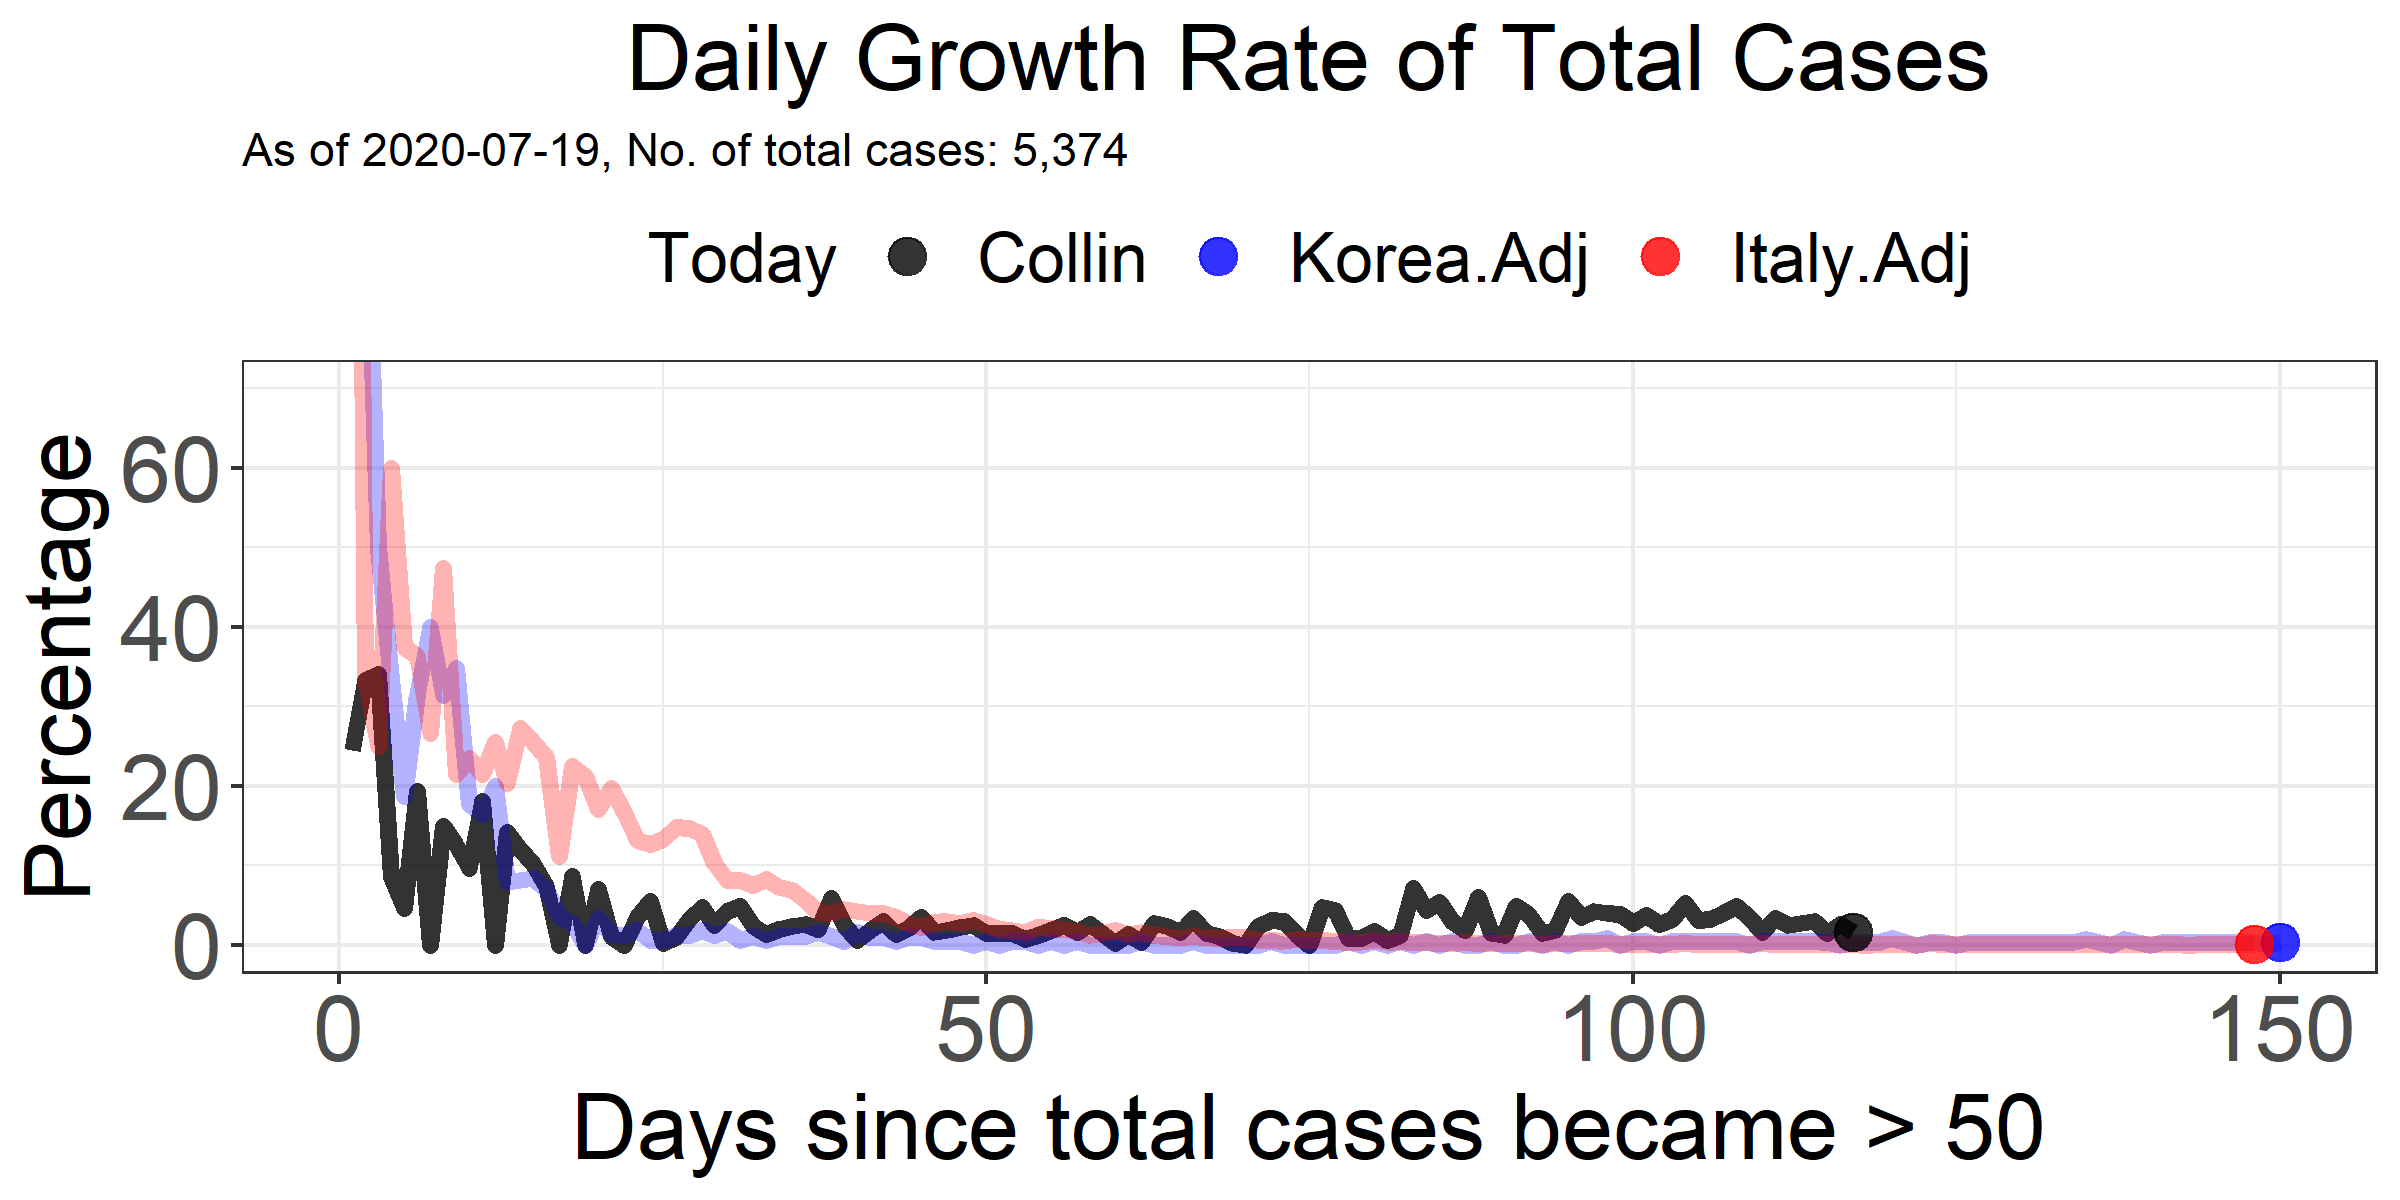 Daily Growth Rate of Total Cases
As of 2020-07-19, No. of total cases: 5,374
Today Collin Korea.Adj Italy.Adj
Percentage
60
40
20
0
0 50 100 150
Days since total cases became > 50